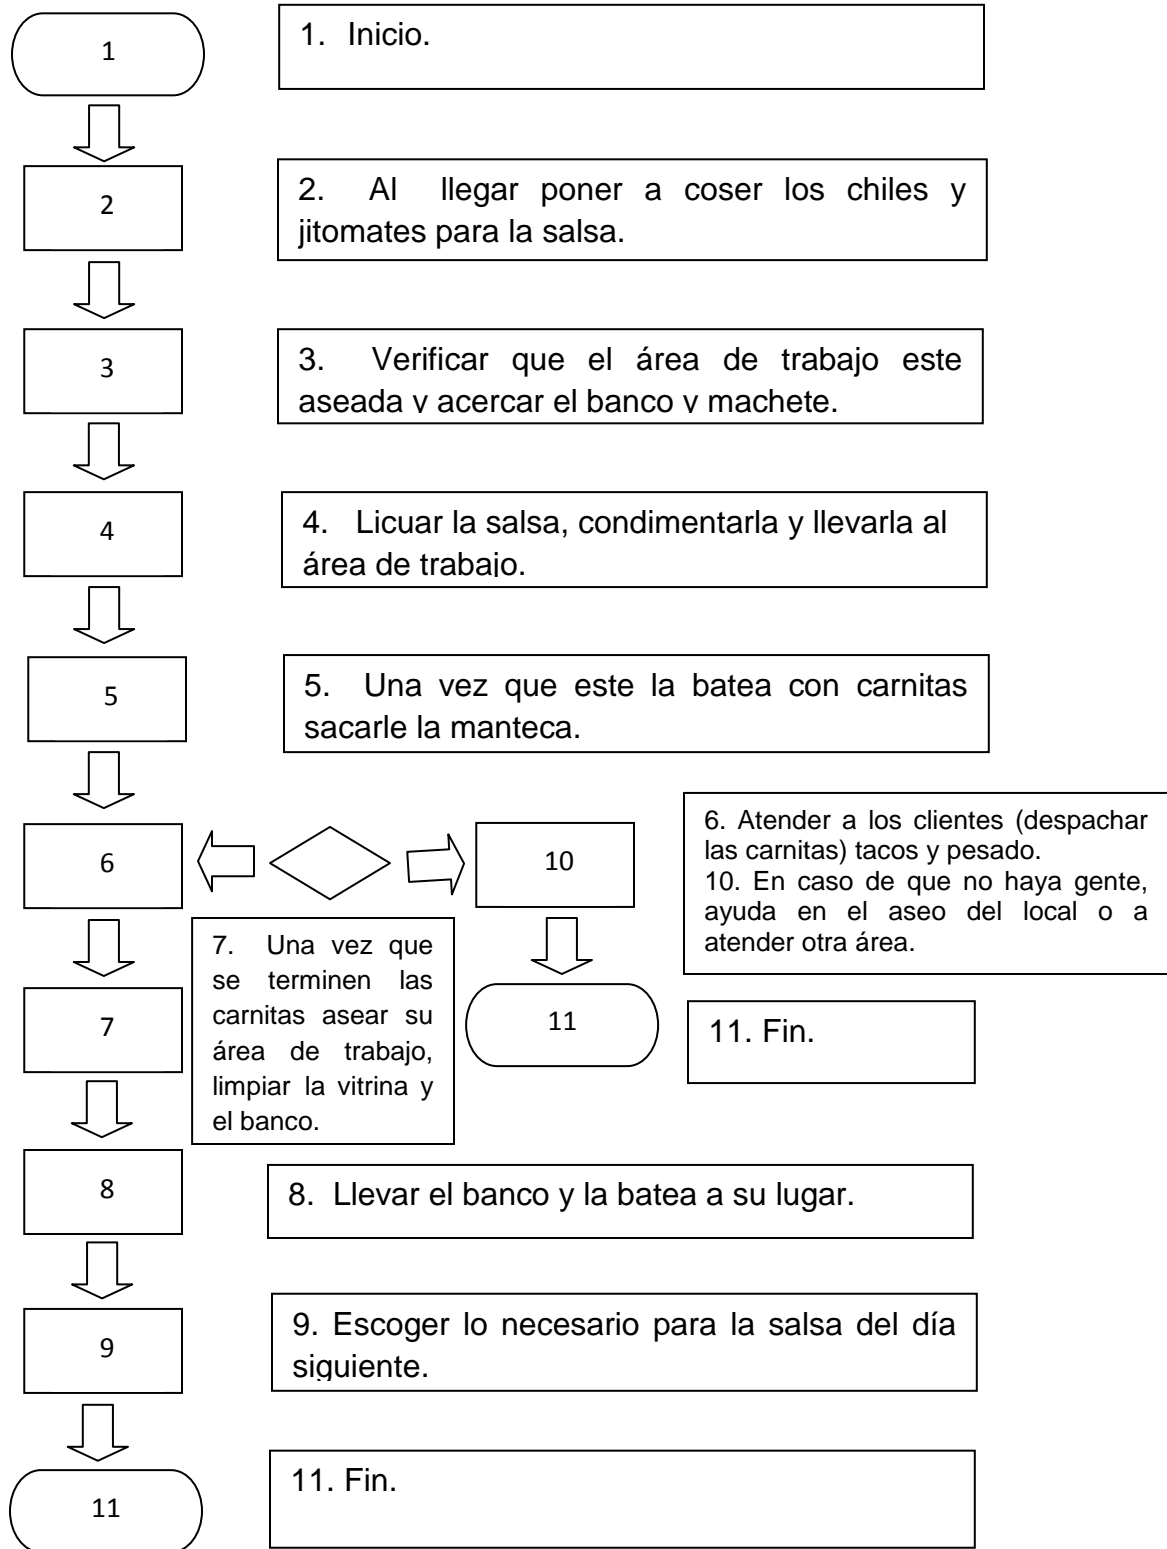 1
1. Inicio.
2
2. Al llegar poner a coser los chiles y
jitomates para la salsa.
3
3. Verificar que el área de trabajo este
aseada y acercar el banco y machete.
4
4. Licuar la salsa, condimentarla y llevarla al
área de trabajo.
5
5. Una vez que este la batea con carnitas
sacarle la manteca.
6
10
6. Atender a los clientes (despachar
las carnitas) tacos y pesado.
10. En caso de que no haya gente,
ayuda en el aseo del local o a
atender otra área.
7
7. Una vez que
se terminen las
carnitas asear su
área de trabajo,
limpiar la vitrina y
el banco.
11
11. Fin.
8
8. Llevar el banco y la batea a su lugar.
9
9. Escoger lo necesario para la salsa del día
siguiente.
11
11. Fin.